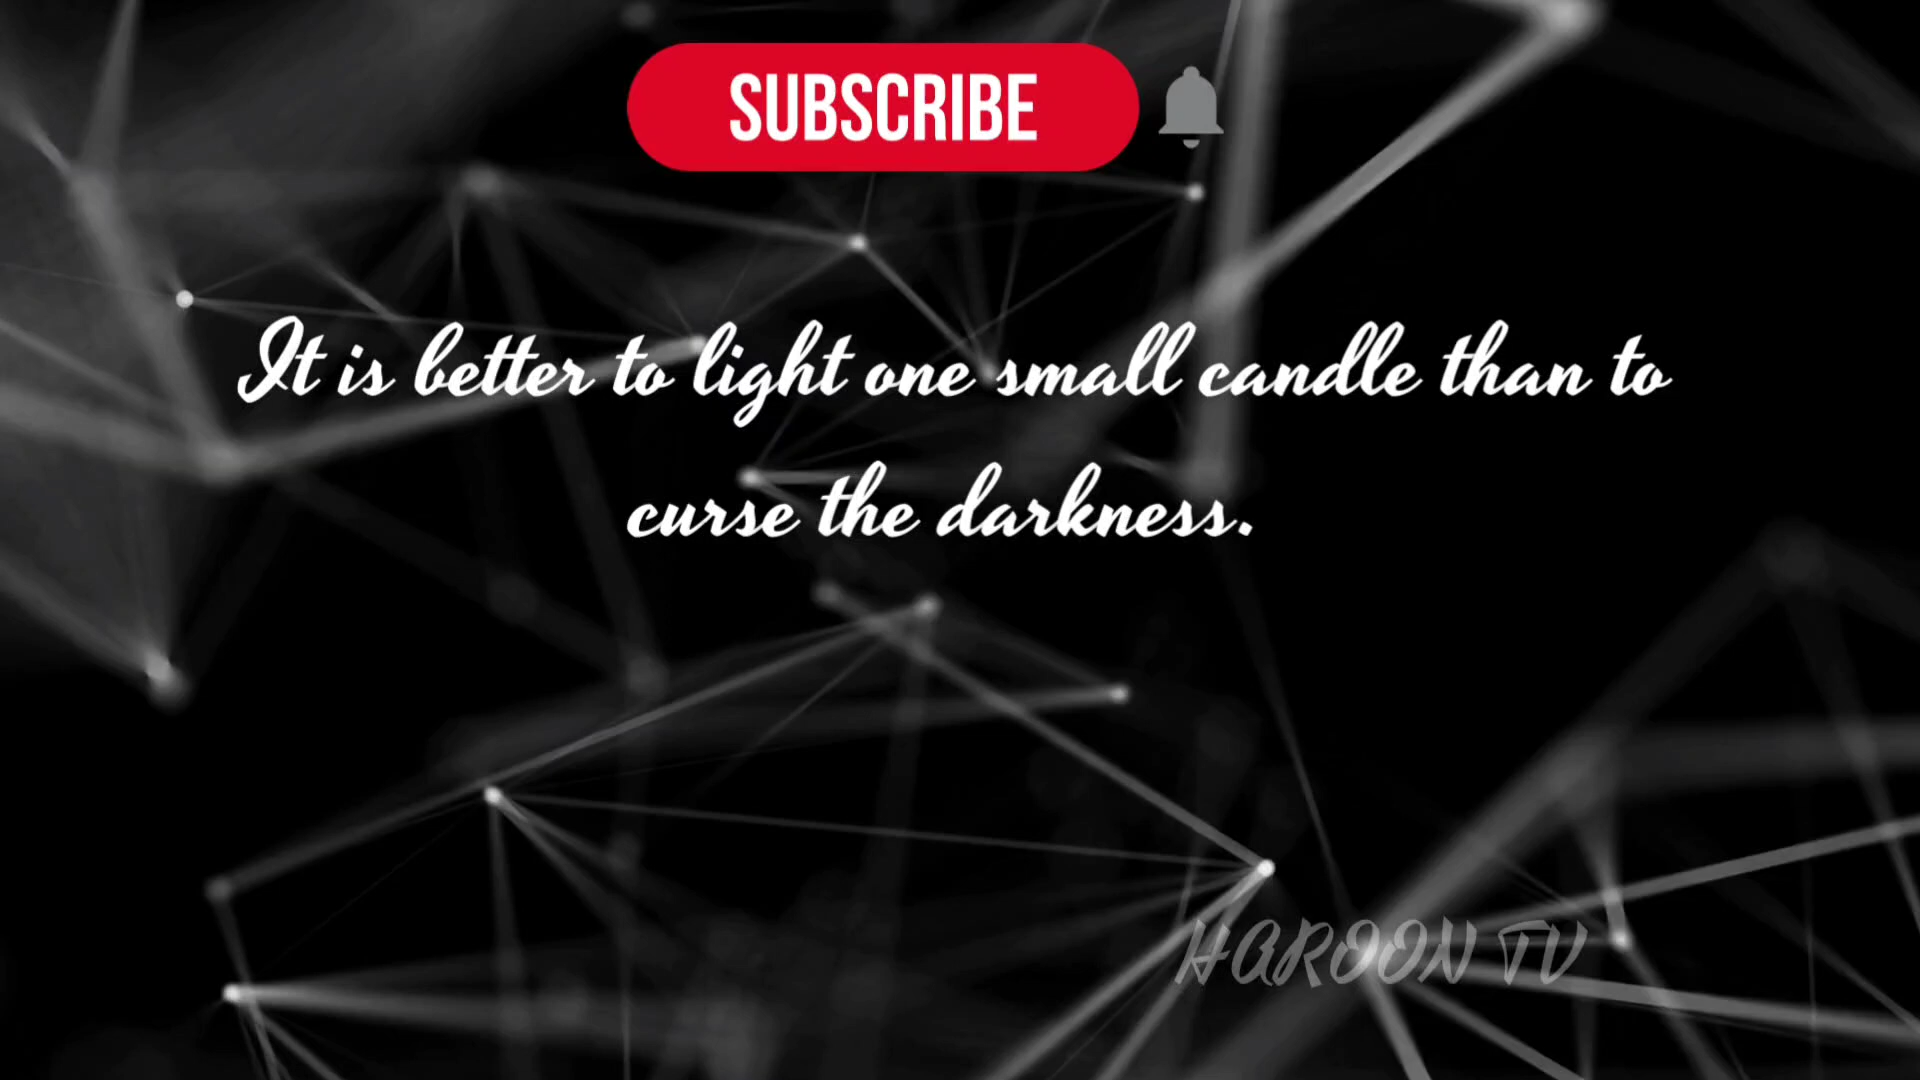 SUBSCRIBE
It is better to light one small candle than to
curse the darkness.
HAROON TV